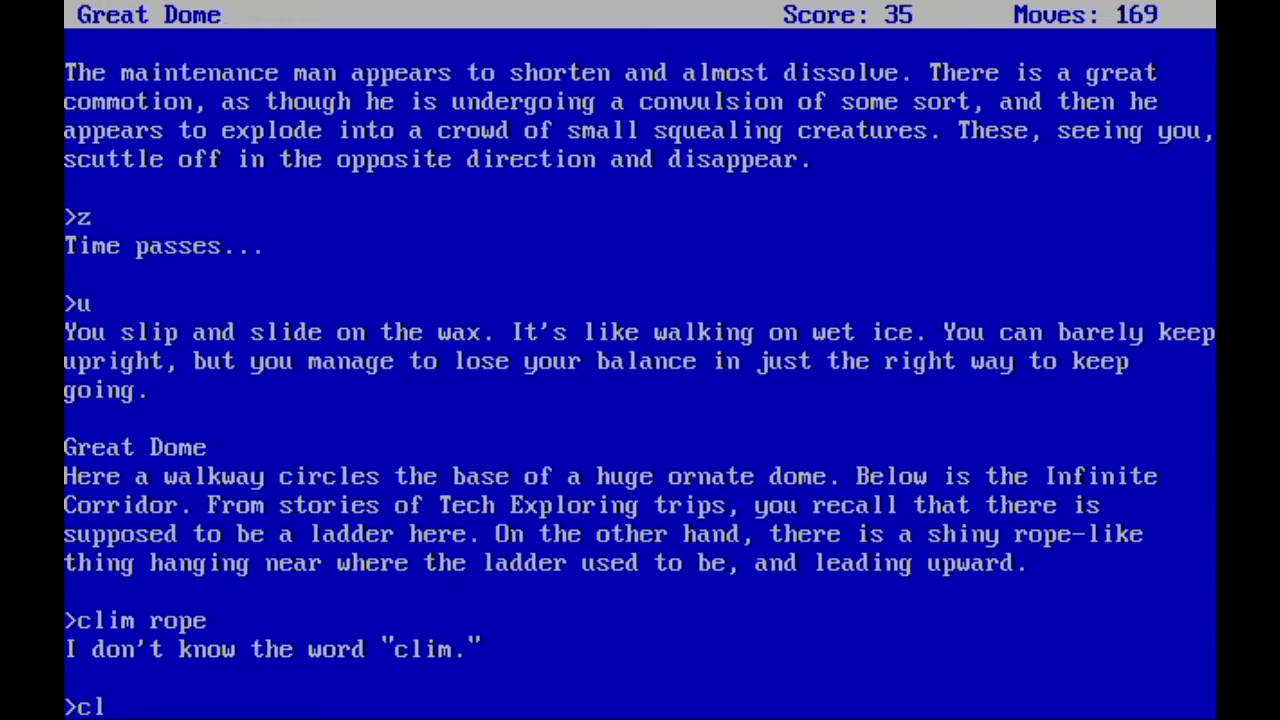 Great Dome Score: 35 Moves: 169
The maintenance man appears to shorten and almost dissolve. There is a great
commotion, as though he is undergoing a convulsion of some sort, and then he
appears to explode into a crowd of small squealing creatures. These, seeing you,
scuttle off in the opposite direction and disappear.
>z
Time passes...
>u
You slip and slide on the wax. It's like walking on wet ice. You can barely keep
upright, but you manage to lose your balance in just the right way to keep
going.
Great Dome
Here a walkway circles the base of a huge ornate dome. Below is the Infinite
Corridor. From stories of Tech Exploring trips, you recall that there is
supposed to be a ladder here. On the other hand, there is a shiny rope-like
thing hanging near where the ladder used to be, and leading upward.
>clim rope
I don't know the word "clim."
>cl